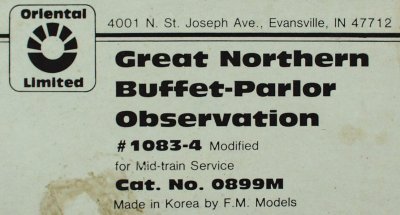 Oriental
Limited
4001 N. St. Joseph Ave., Evansville, IN 47712
Great Northern
Buffet-Parlor
Observation
#1083-4 Modified
for Mid-train Service
Cat. No. 0899M
Made in Korea by F.M. Models